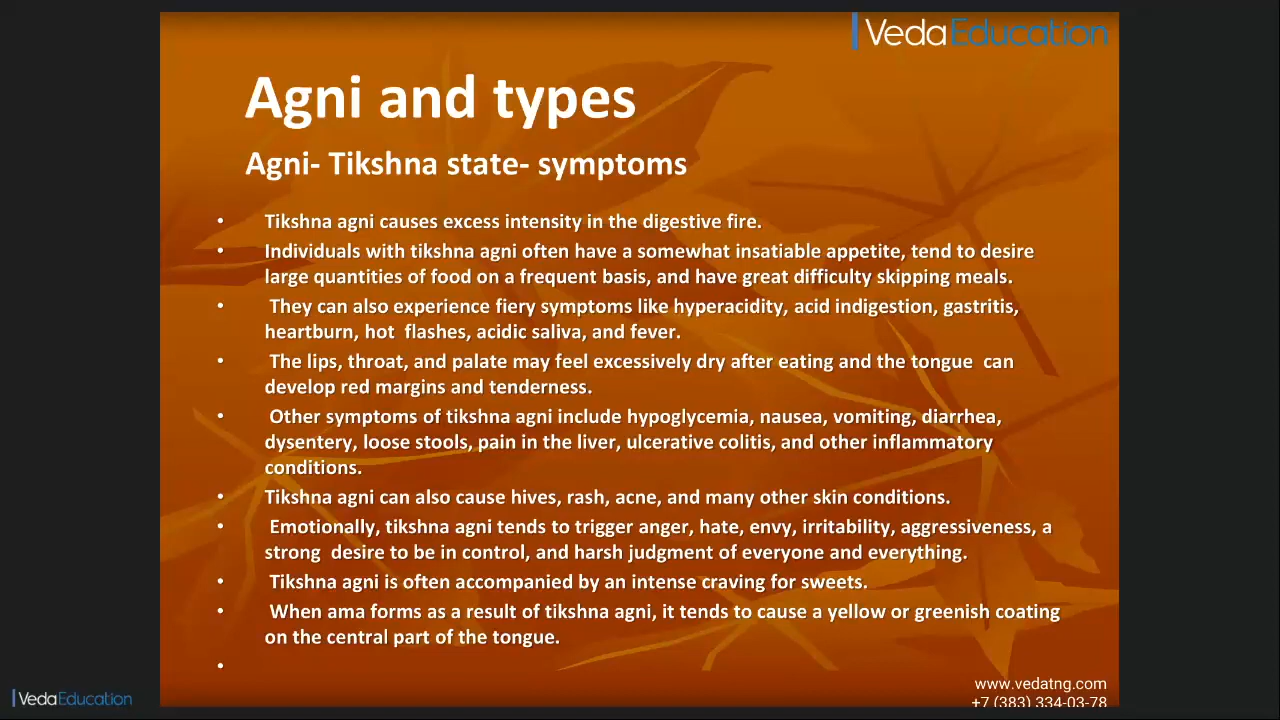 VedaEducation
Agni and types
Agni- Tikshna state- symptoms
• Tikshna agni causes excess intensity in the digestive fire.
• Individuals with tikshna agni often have a somewhat insatiable appetite, tend to desire
large quantities of food on a frequent basis, and have great difficulty skipping meals.
• They can also experience fiery symptoms like hyperacidity, acid indigestion, gastritis,
heartburn, hot flashes, acidic saliva, and fever.
• The lips, throat, and palate may feel excessively dry after eating and the tongue can
develop red margins and tenderness.
• Other symptoms of tikshna agni include hypoglycemia, nausea, vomiting, diarrhea,
dysentery, loose stools, pain in the liver, ulcerative colitis, and other inflammatory
conditions.
• Tikshna agni can also cause hives, rash, acne, and many other skin conditions.
• Emotionally, tikshna agni tends to trigger anger, hate, envy, irritability, aggressiveness, a
strong desire to be in control, and harsh judgment of everyone and everything.
• Tikshna agni is often accompanied by an intense craving for sweets.
• When ama forms as a result of tikshna agni, it tends to cause a yellow or greenish coating
on the central part of the tongue.
•
www.vedatng.com
+7 (383) 334-03-78
VedaEducation